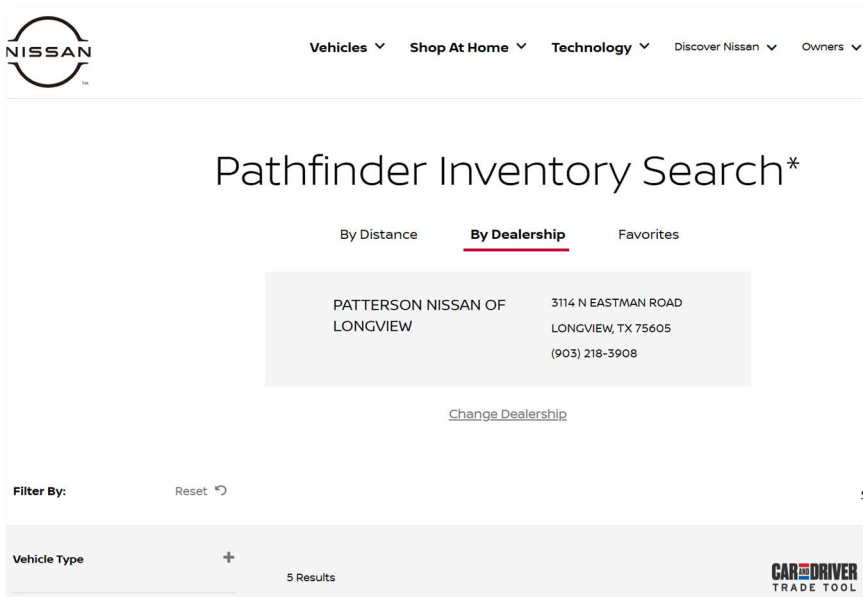 NISSAN
TM
Vehicles Shop At Home Technology Discover Nissan Owners
Pathfinder Inventory Search*
By Distance By Dealership Favorites
PATTERSON NISSAN OF
LONGVIEW
3114 N EASTMAN ROAD
LONGVIEW, TX 75605
(903) 218-3908
Change Dealership
Filter By: Reset
Vehicle Type +
5 Results
CAR AND DRIVER
TRADE TOOL